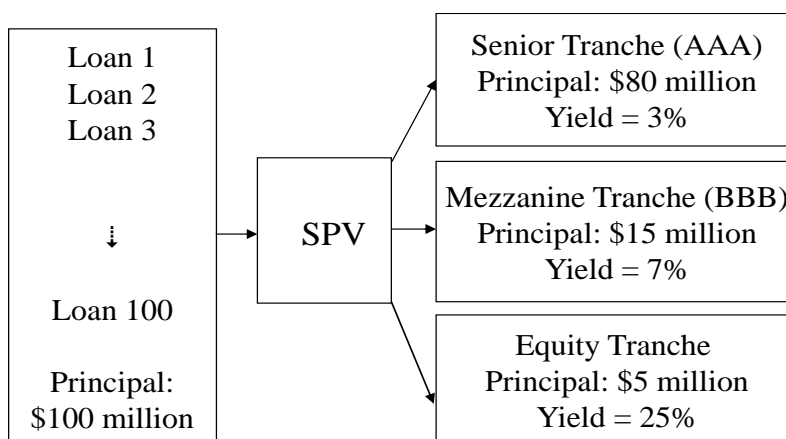 Loan 1
Loan 2
Loan 3
Loan 100
Principal:
$100 million
SPV
Senior Tranche (AAA)
Principal: $80 million
Yield = 3%
Mezzanine Tranche (BBB)
Principal: $15 million
Yield = 7%
Equity Tranche
Principal: $5 million
Yield = 25%